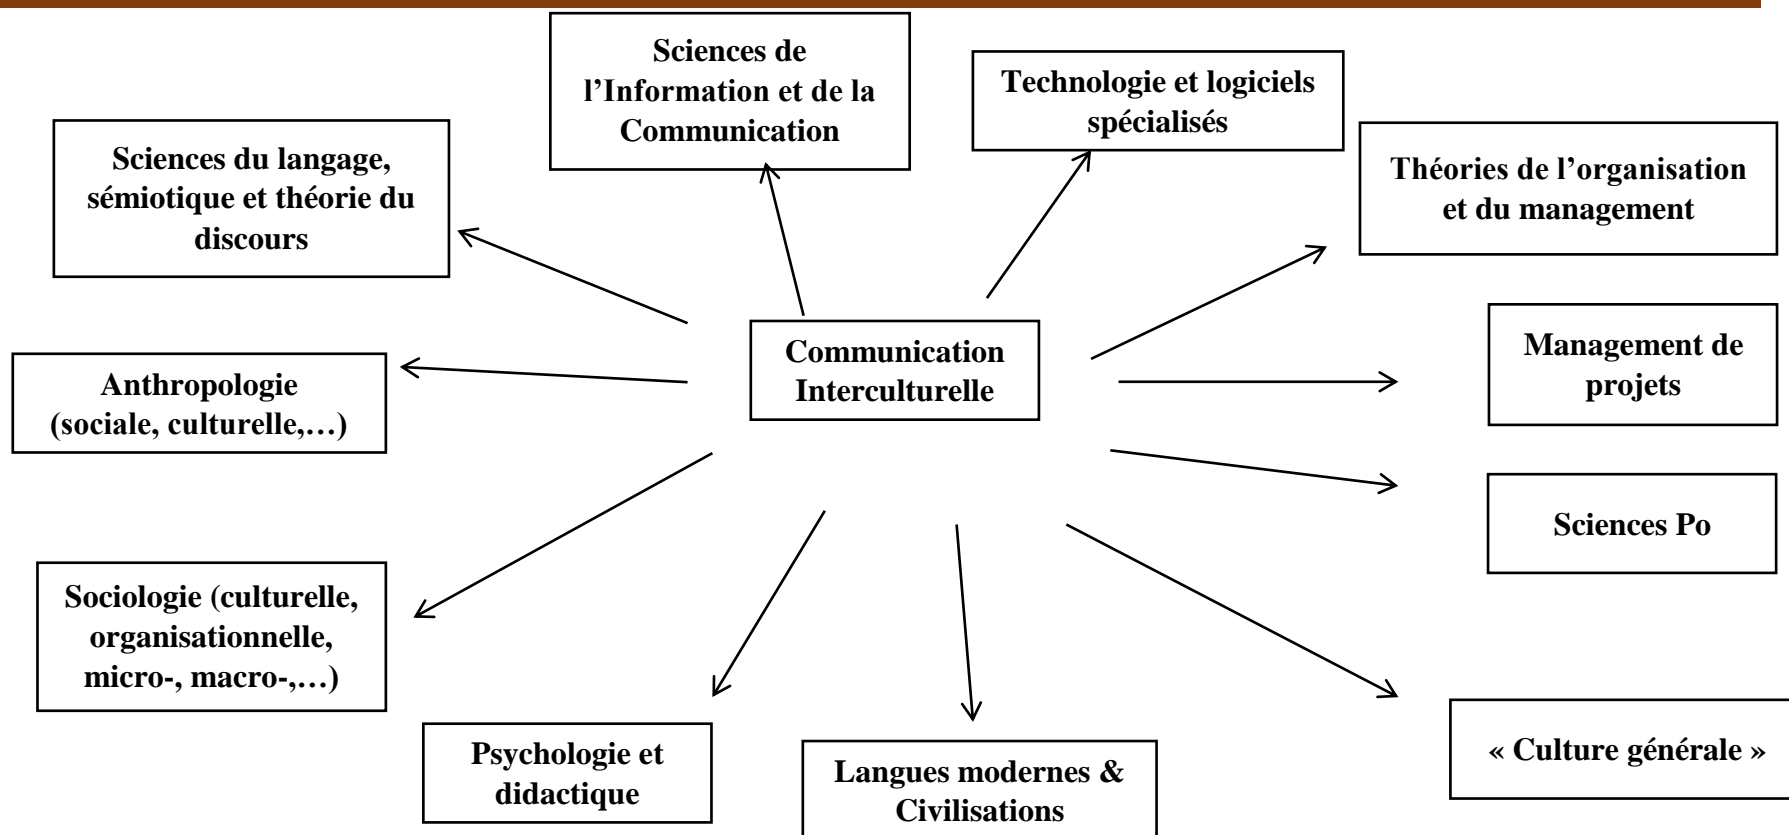 Sciences de
l’Information et de la
Communication
Technologie et logiciels
spécialisés
Sciences du langage,
sémiotique et théorie du
discours
Théories de l’organisation
et du management
Communication
Interculturelle
Management de
projets
Anthropologie
(sociale, culturelle,…)
Sciences Po
Sociologie (culturelle,
organisationnelle,
micro-, macro-,…)
Psychologie et
didactique
Langues modernes &
Civilisations
« Culture générale »